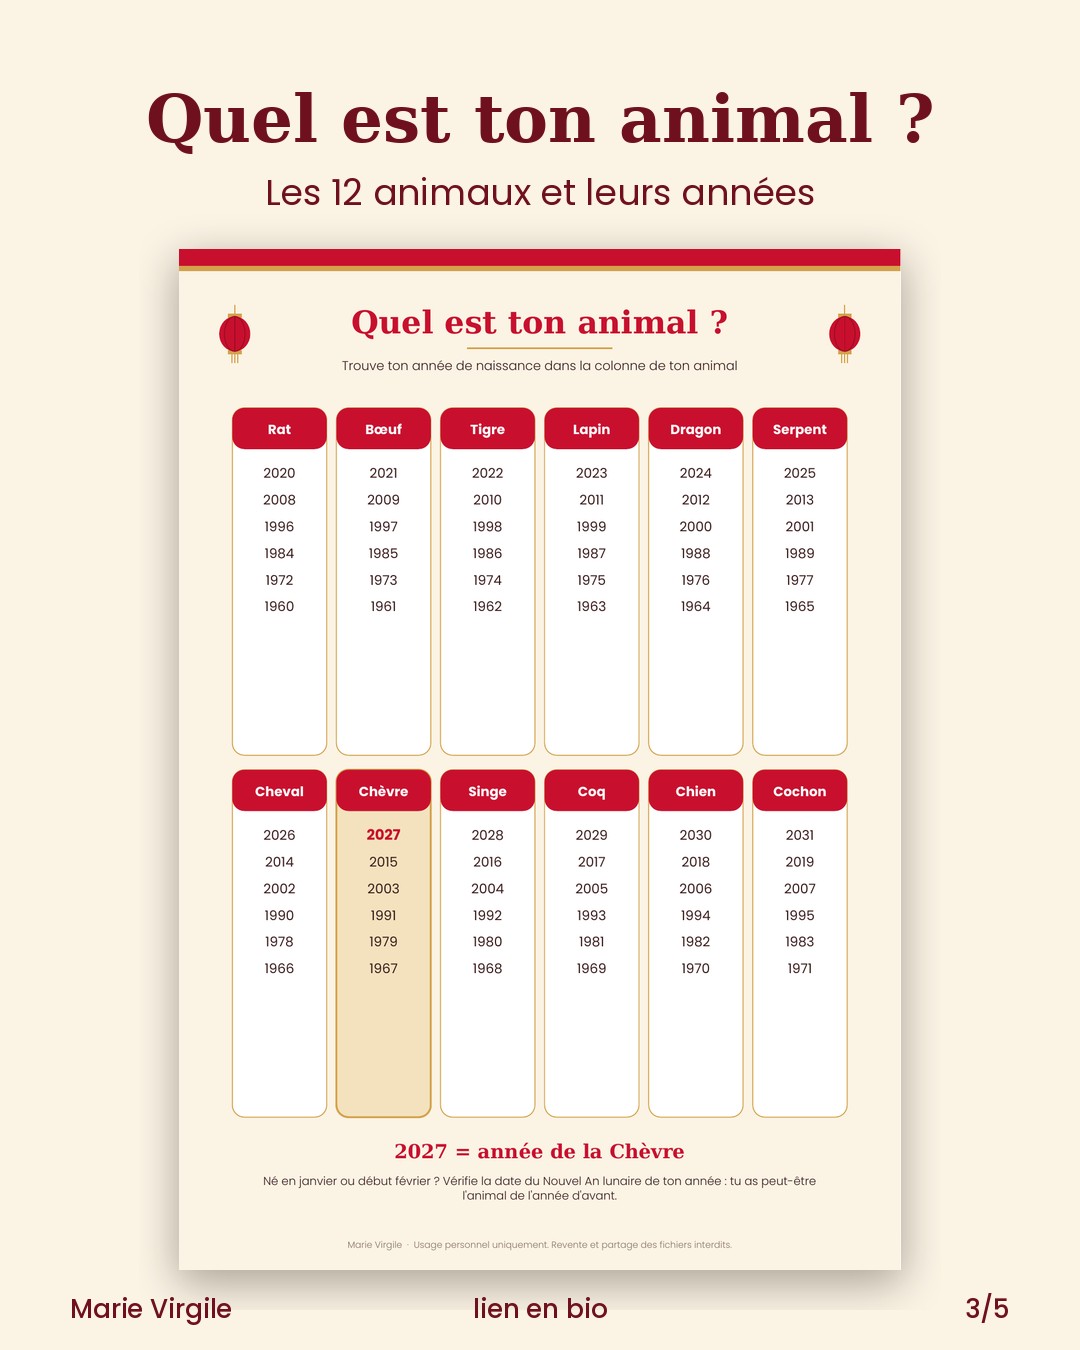 Quel est ton animal ?
Les 12 animaux et leurs années
Quel est ton animal ?
Trouve ton année de naissance dans la colonne de ton animal
Rat Bœuf Tigre Lapin Dragon Serpent
2020 2021 2022 2023 2024 2025
2008 2009 2010 2011 2012 2013
1996 1997 1998 1999 2000 2001
1984 1985 1986 1987 1988 1989
1972 1973 1974 1975 1976 1977
1960 1961 1962 1963 1964 1965
Cheval Chèvre Singe Coq Chien Cochon
2026 2027 2028 2029 2030 2031
2014 2015 2016 2017 2018 2019
2002 2003 2004 2005 2006 2007
1990 1991 1992 1993 1994 1995
1978 1979 1980 1981 1982 1983
1966 1967 1968 1969 1970 1971
2027 = année de la Chèvre
Né en janvier ou début février ? Vérifie la date du Nouvel An lunaire de ton année : tu as peut-être
l'animal de l'année d'avant.
Marie Virgile · Usage personnel uniquement. Revente et partage des fichiers interdits.
Marie Virgile lien en bio 3/5